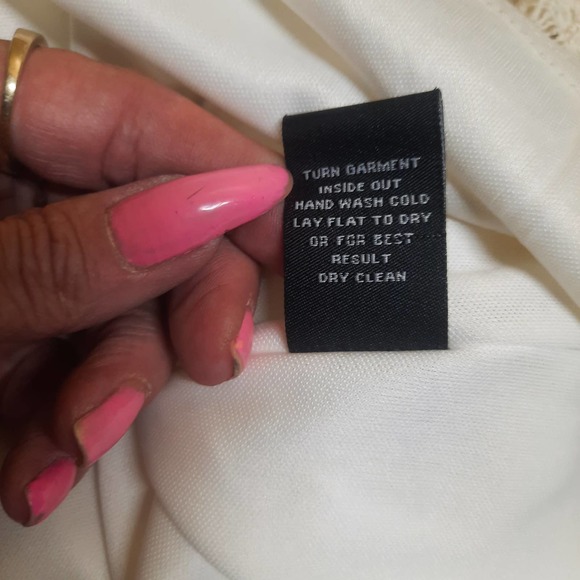 TURN GARMENT
INSIDE OUT
HAND WASH COLD
LAY FLAT TO DRY
OR FOR BEST
RESULT
DRY CLEAN